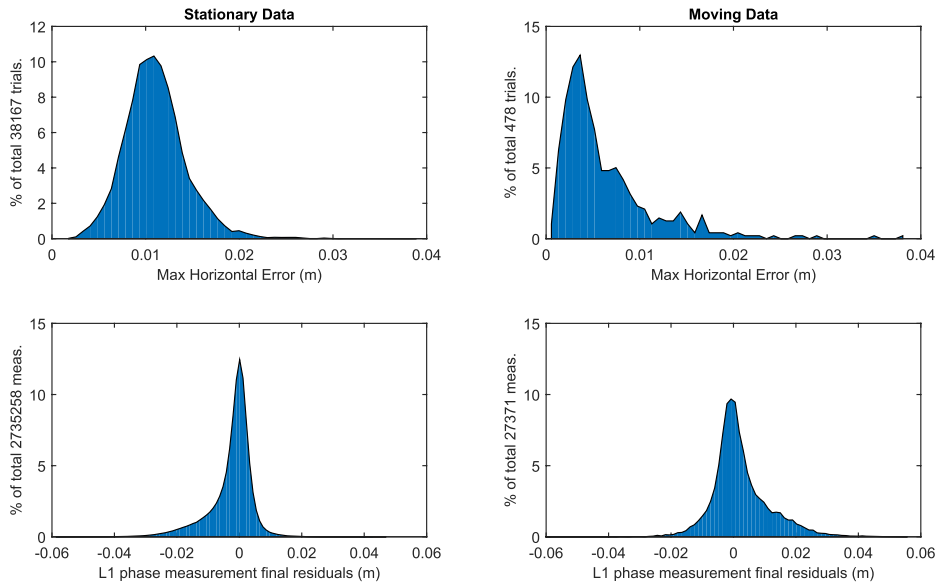 Stationary Data
12
10
8
6
4
2
0
% of total 38167 trials.
0 0.01 0.02 0.03 0.04
Max Horizontal Error (m)
Moving Data
15
10
5
0
% of total 478 trials.
0 0.01 0.02 0.03 0.04
Max Horizontal Error (m)
15
10
5
0
% of total 2735258 meas.
-0.06 -0.04 -0.02 0 0.02 0.04 0.06
L1 phase measurement final residuals (m)
15
10
5
0
% of total 27371 meas.
-0.06 -0.04 -0.02 0 0.02 0.04 0.06
L1 phase measurement final residuals (m)